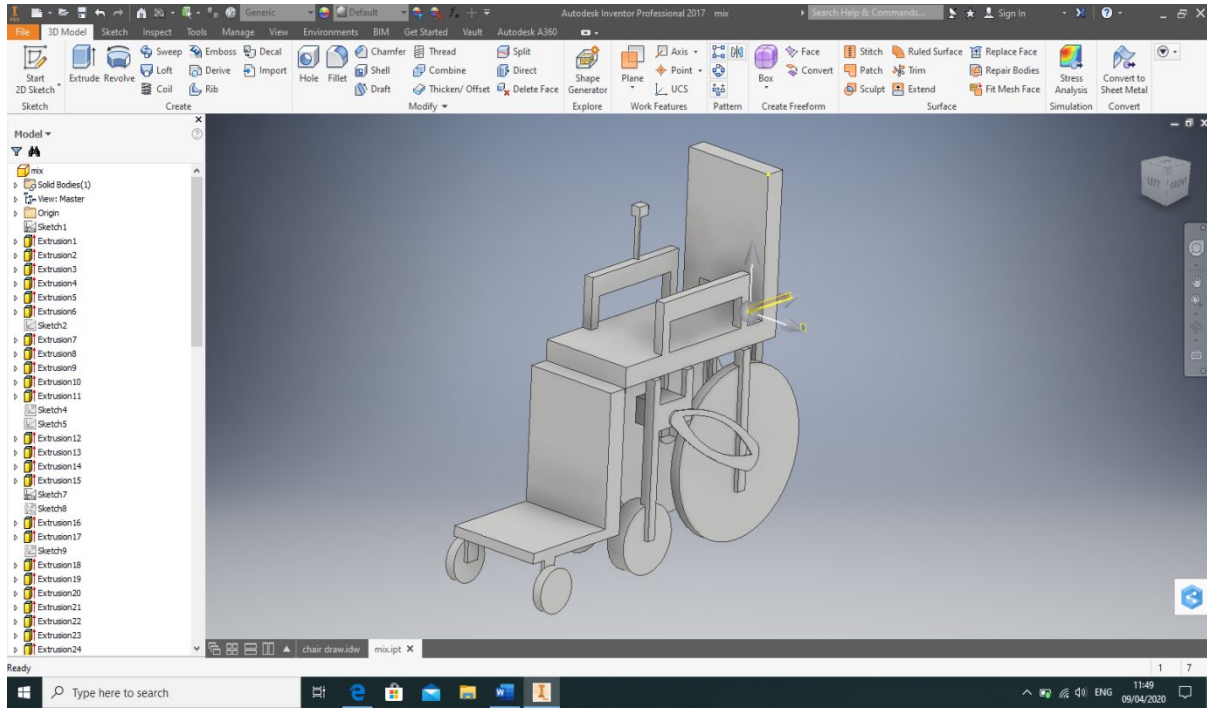 Generic Default Autodesk Inventor Professional 2017 mix Search Help & Commands... Sign In
File 3D Model Sketch Inspect Tools Manage View Environments BIM Get Started Vault Autodesk A360
Sweep Emboss Decal Chamfer Thread Split Axis Face Stitch Ruled Surface Replace Face
Start 2D Sketch Extrude Revolve Loft Derive Import Hole Fillet Shell Combine Direct Shape Generator Plane Point Box Convert Patch Trim Repair Bodies Stress Analysis Convert to Sheet Metal
Coil Rib Draft Thicken/ Offset Delete Face UCS Sculpt Extend Fit Mesh Face
Sketch Create Modify Explore Work Features Pattern Create Freeform Surface Simulation Convert
Model
mix
Solid Bodies(1)
View: Master
Origin
Sketch1
Extrusion1
Extrusion2
Extrusion3
Extrusion4
Extrusion5
Extrusion6
Sketch2
Extrusion7
Extrusion8
Extrusion9
Extrusion10
Extrusion11
Sketch4
Sketch5
Extrusion12
Extrusion13
Extrusion14
Extrusion15
Sketch7
Sketch8
Extrusion16
Extrusion17
Sketch9
Extrusion18
Extrusion19
Extrusion20
Extrusion21
Extrusion22
Extrusion23
Extrusion24
LEFT FRONT
chair draw.idw mix.ipt
Ready 1 7
Type here to search ENG 11:49
09/04/2020